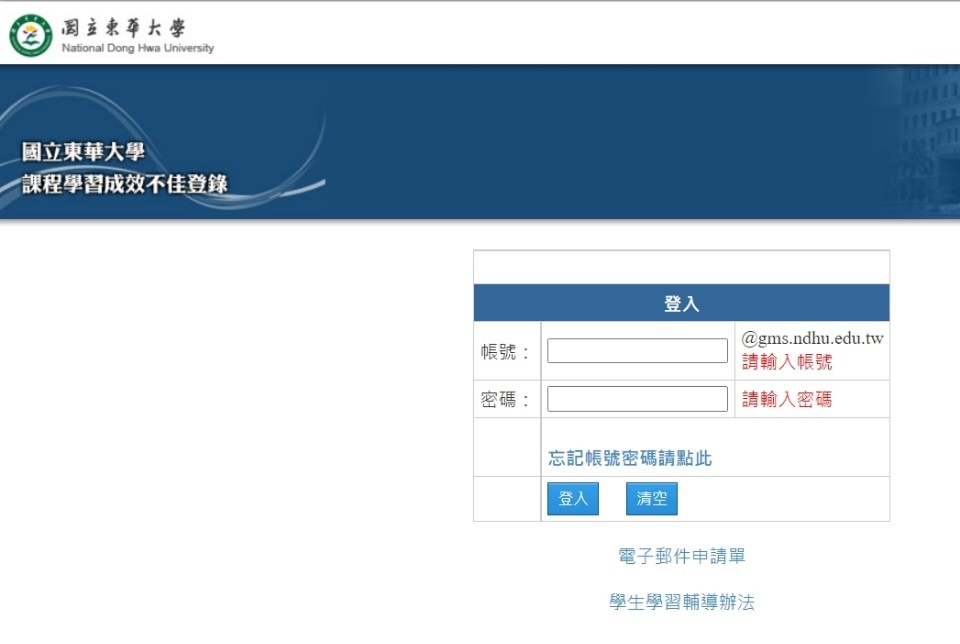 國立東華大學
National Dong Hwa University
國立東華大學
課程學習成效不佳登錄
登入
帳號：
@gms.ndhu.edu.tw
請輸入帳號
密碼：
請輸入密碼
忘記帳號密碼請點此
登入 清空
電子郵件申請單
學生學習輔導辦法